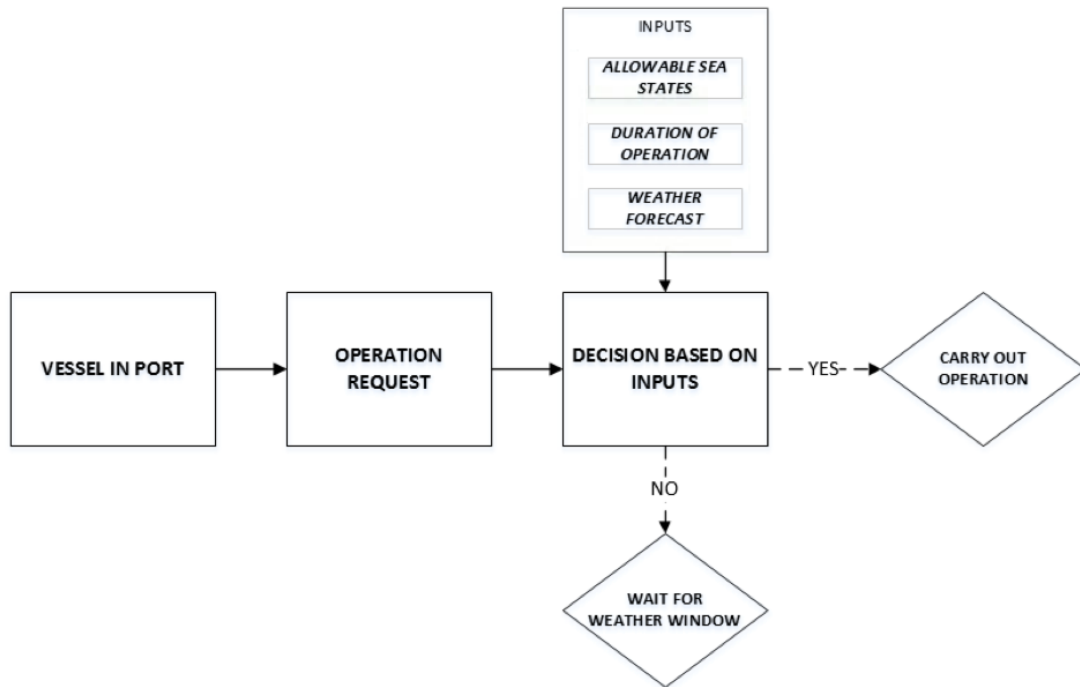 INPUTS
ALLOWABLE SEA
STATES
DURATION OF
OPERATION
WEATHER
FORECAST
VESSEL IN PORT
OPERATION
REQUEST
DECISION BASED ON
INPUTS
YES
CARRY OUT
OPERATION
NO
WAIT FOR
WEATHER WINDOW